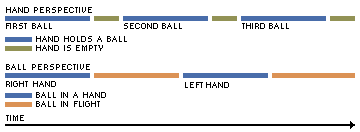 HAND PERSPECTIVE
FIRST BALL SECOND BALL THIRD BALL
HAND HOLDS A BALL
HAND IS EMPTY
BALL PERSPECTIVE
RIGHT HAND LEFT HAND
BALL IN A HAND
BALL IN FLIGHT
TIME